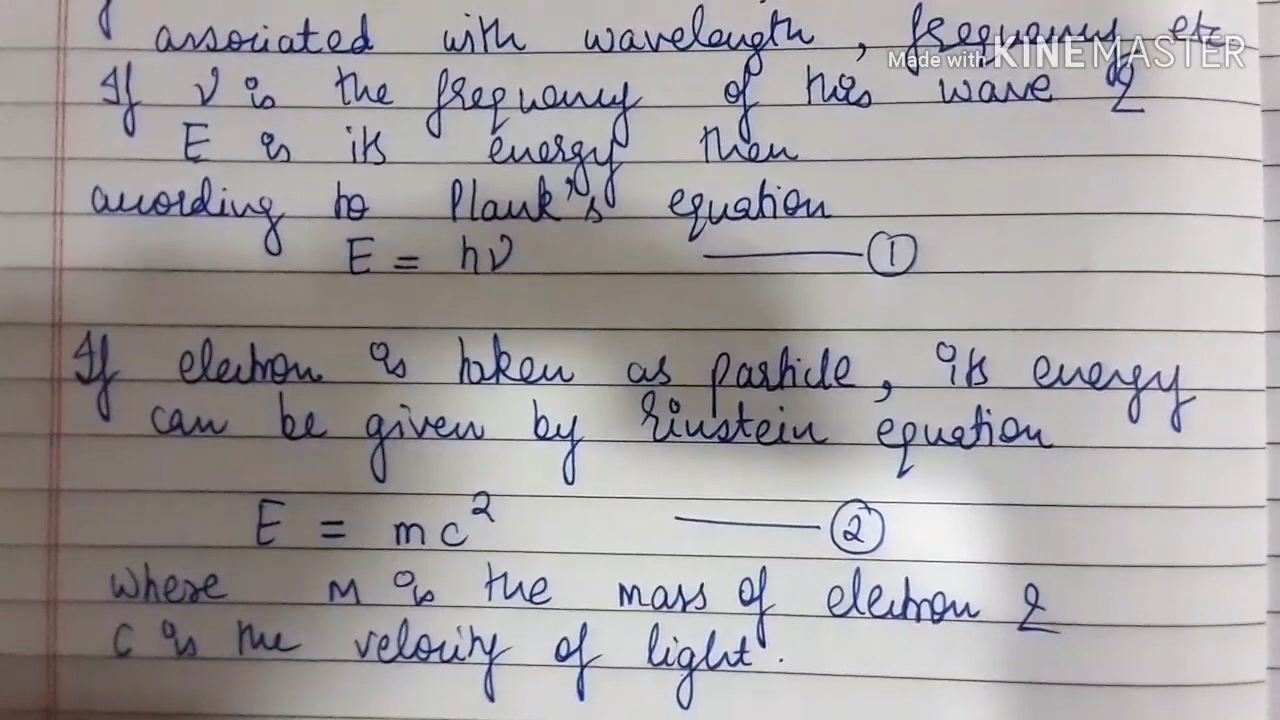 associated with wavelength, frequency etc
Made with KINEMASTER
If ν is the frequency of this wave &
E is its energy then
according to Plank's equation
E = hν ——— ①
If electron is taken as particle, its energy
can be given by Einstein equation
E = mc² ——— ②
where m is the mass of electron &
c is the velocity of light.